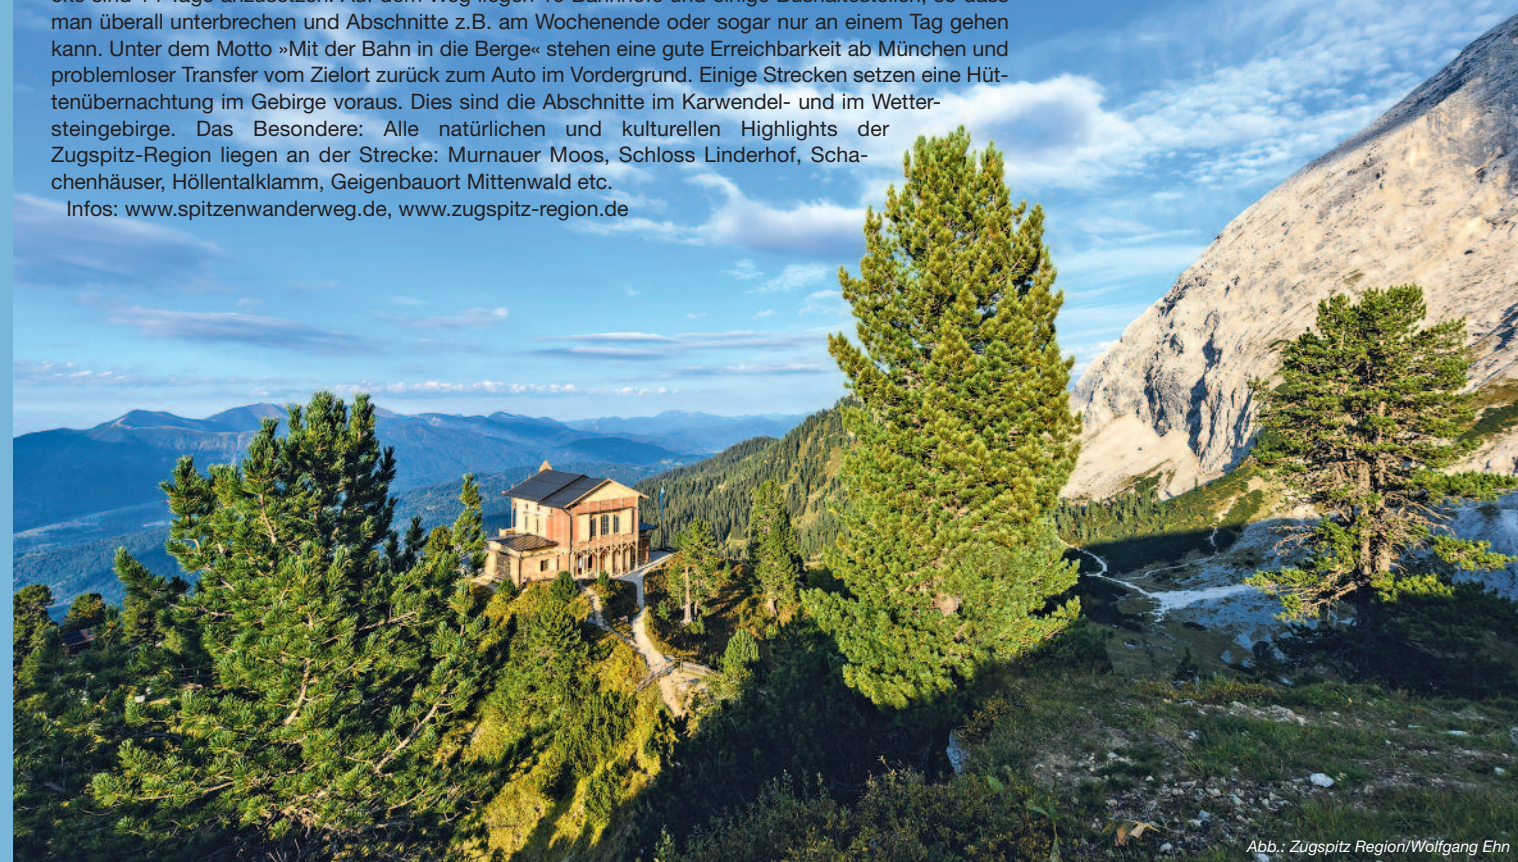 man überall unterbrechen und Abschnitte z.B. am Wochenende oder sogar nur an einem Tag gehen
kann. Unter dem Motto »Mit der Bahn in die Berge« stehen eine gute Erreichbarkeit ab München und
problemloser Transfer vom Zielort zurück zum Auto im Vordergrund. Einige Strecken setzen eine Hüt-
tenübernachtung im Gebirge voraus. Dies sind die Abschnitte im Karwendel- und im Wetter-
steingebirge. Das Besondere: Alle natürlichen und kulturellen Highlights der
Zugspitz-Region liegen an der Strecke: Murnauer Moos, Schloss Linderhof, Scha-
chenhäuser, Höllentalklamm, Geigenbauort Mittenwald etc.
Infos: www.spitzenwanderweg.de, www.zugspitz-region.de
Abb.: Zugspitz Region/Wolfgang Ehn